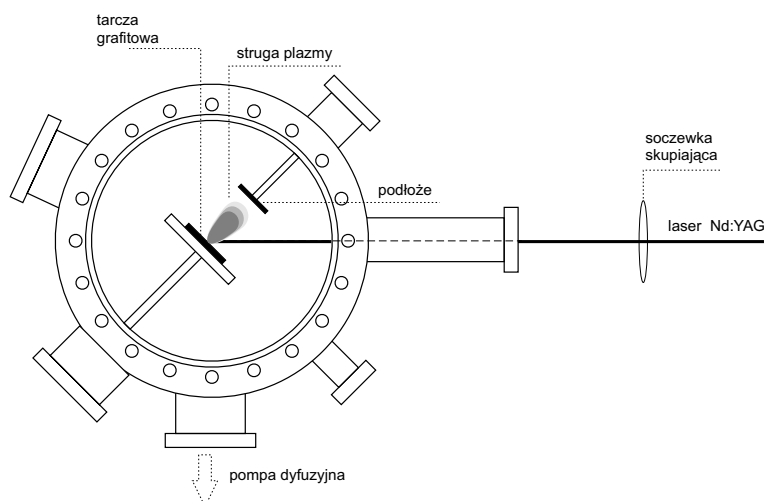 tarcza
grafitowa
struga plazmy
soczewka
skupiająca
podłoże
laser Nd:YAG
pompa dyfuzyjna